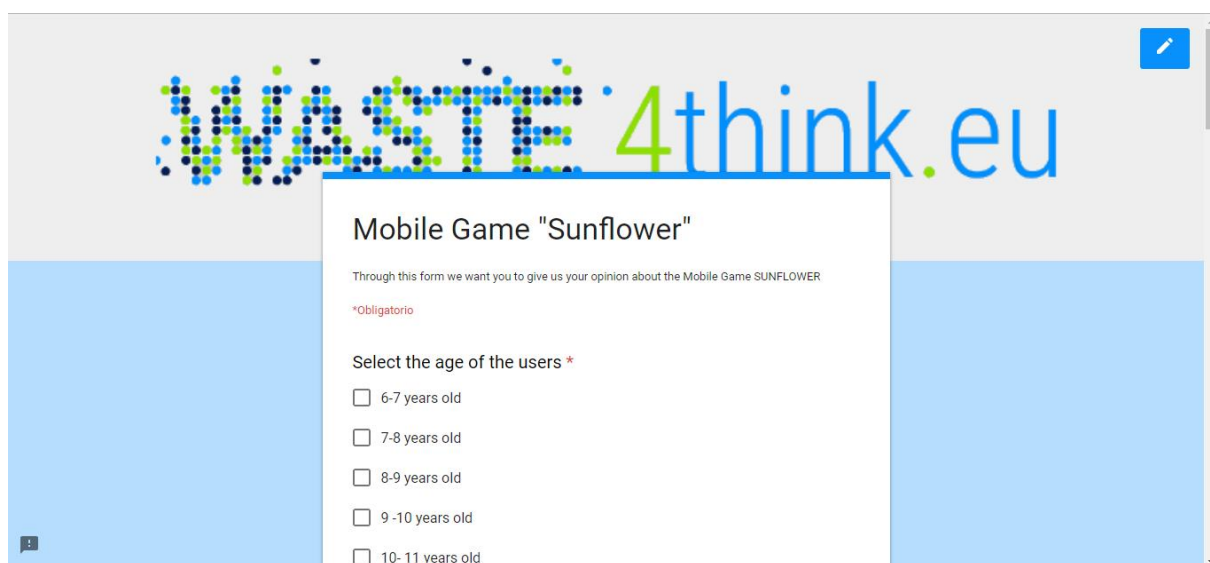 WASTE 4think.eu
Mobile Game "Sunflower"
Through this form we want you to give us your opinion about the Mobile Game SUNFLOWER
*Obligatorio
Select the age of the users *
6-7 years old
7-8 years old
8-9 years old
9 -10 years old
10- 11 years old